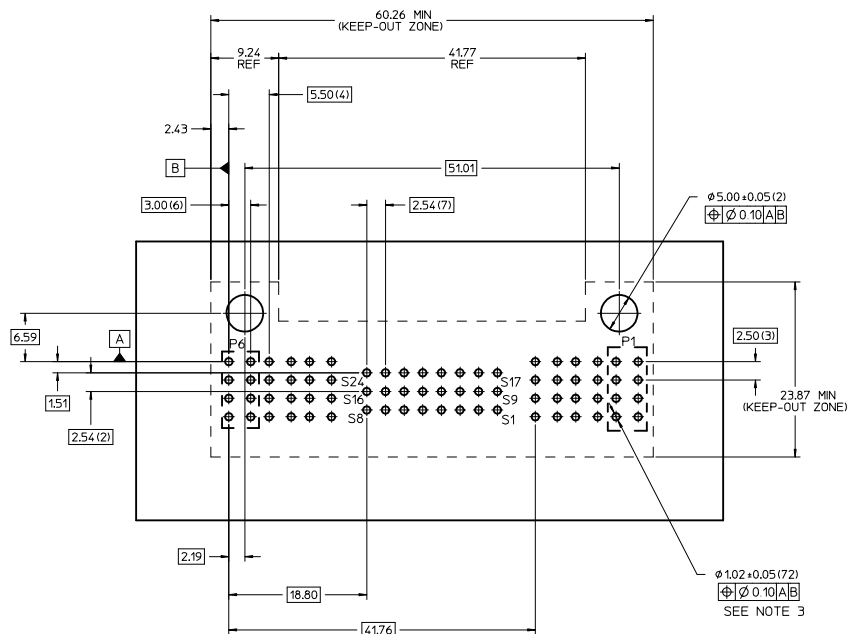 60.26 MIN
(KEEP-OUT ZONE)
9.24
REF
41.77
REF
5.50(4)
2.43
B
51.01
3.00(6)
2.54(7)
⌀5.00±0.05(2)
⌖ ⌀0.10 A B
6.59
A
P6
P1
2.50(3)
1.51
S24
S17
S16
S9
23.87 MIN
(KEEP-OUT ZONE)
2.54(2)
S8
S1
2.19
⌀1.02±0.05(72)
⌖ ⌀0.10 A B
SEE NOTE 3
18.80
41.76